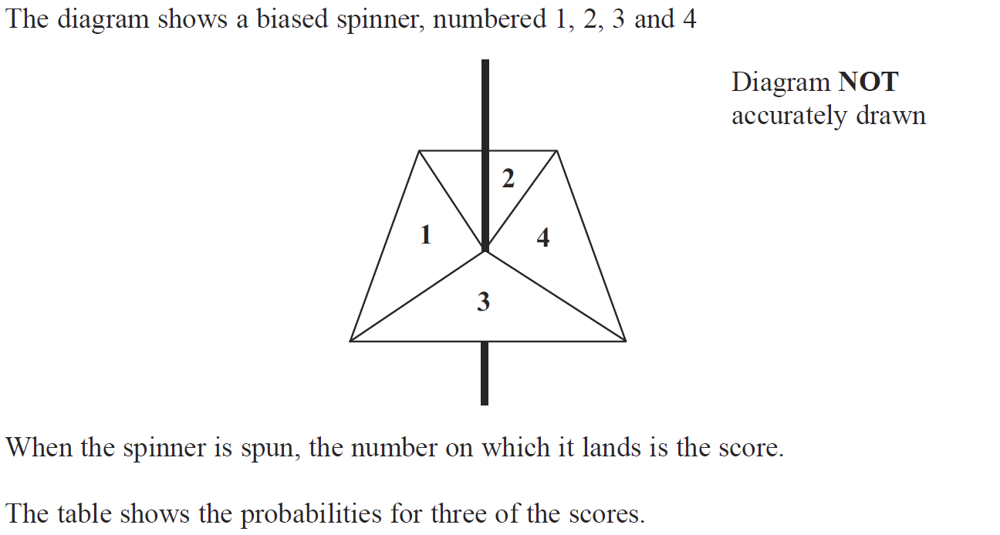 The diagram shows a biased spinner, numbered 1, 2, 3 and 4
Diagram NOT
accurately drawn
2
1
4
3
When the spinner is spun, the number on which it lands is the score.
The table shows the probabilities for three of the scores.